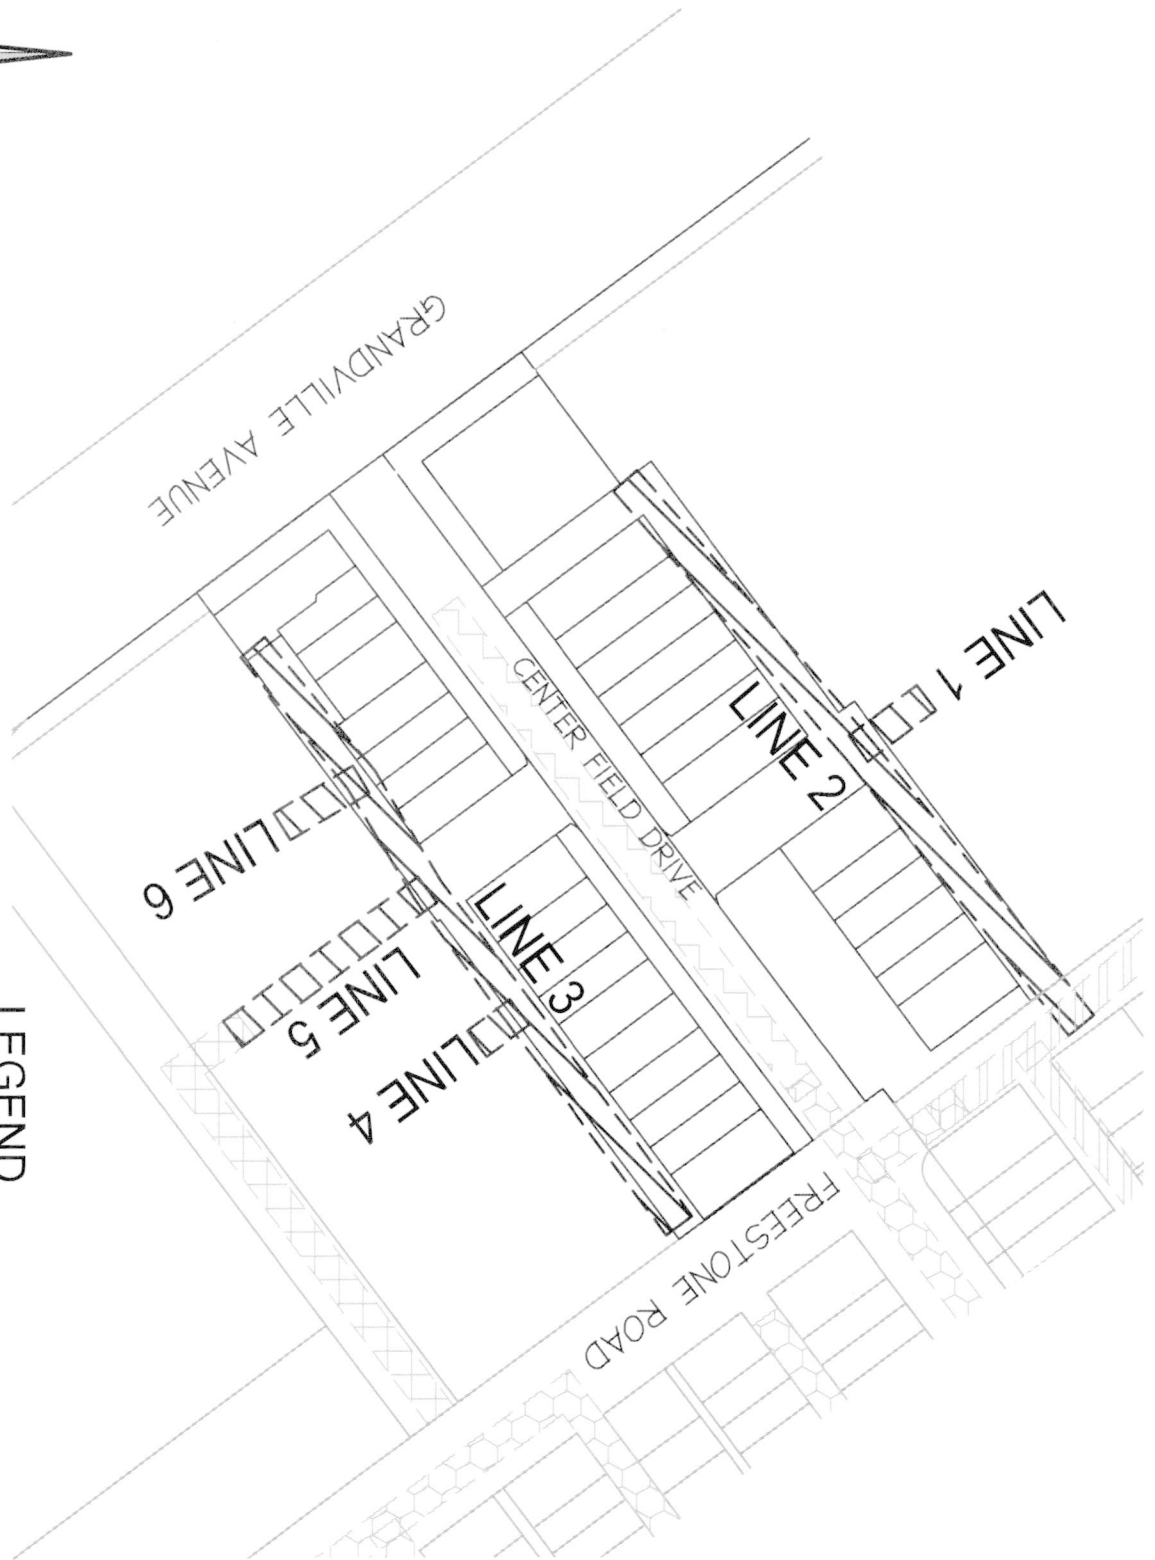 GRANDVILLE AVENUE
LINE 1
CENTER FIELD DRIVE
LINE 2
LINE 6
LINE 3
LINE 5
LINE 4
LEGEND
FREESTONE ROAD